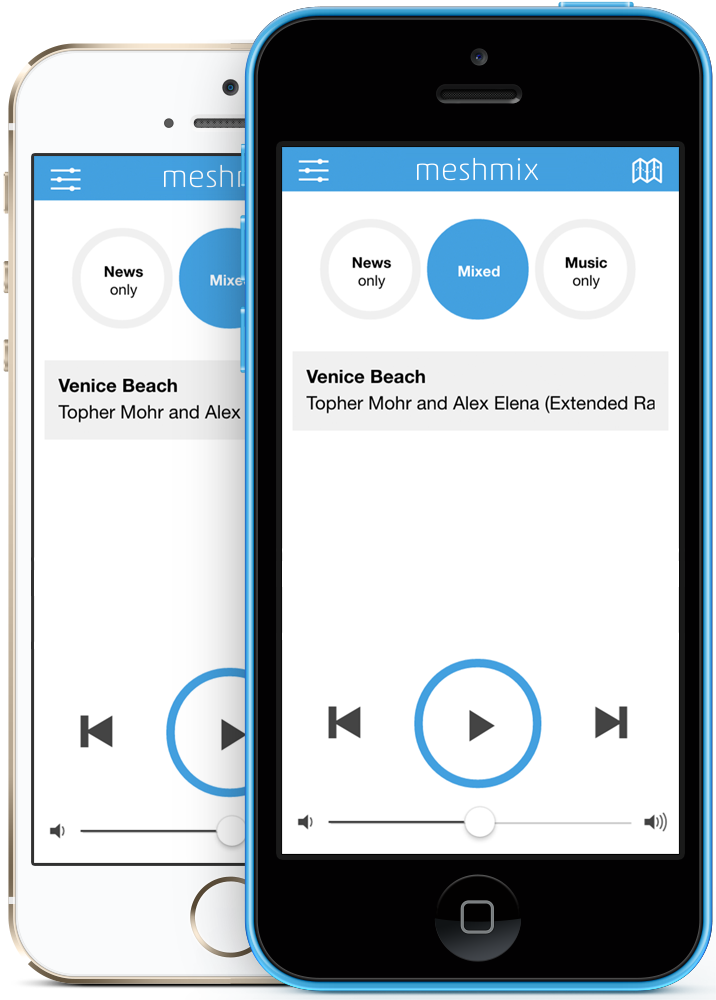 meshm
News
only
Mixe
Venice Beach
Topher Mohr and Alex
meshmix
News
only
Mixed
Music
only
Venice Beach
Topher Mohr and Alex Elena (Extended Ra